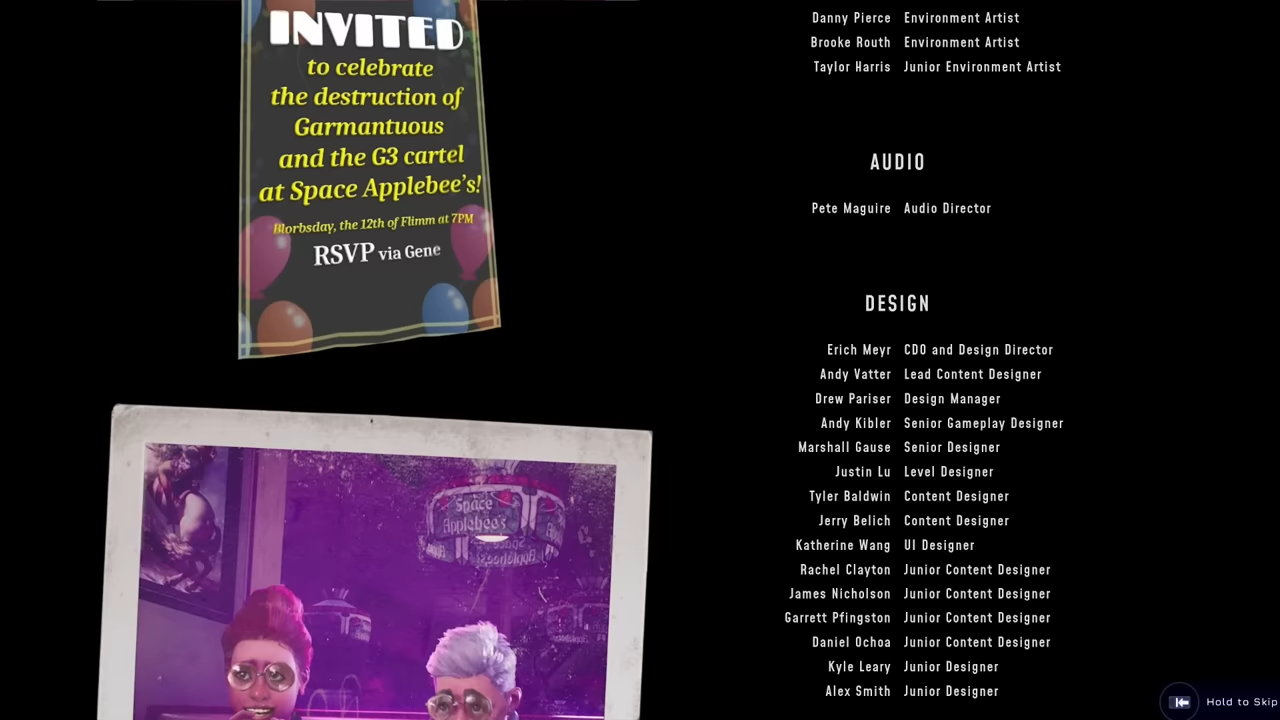 INVITED
to celebrate
the destruction of
Garmantuous
and the G3 cartel
at Space Applebee's!
Blorbsday, the 12th of Flimm at 7PM
RSVP via Gene
Space
Applebee's
Danny Pierce Environment Artist
Brooke Routh Environment Artist
Taylor Harris Junior Environment Artist
AUDIO
Pete Maguire Audio Director
DESIGN
Erich Meyr CDO and Design Director
Andy Vatter Lead Content Designer
Drew Pariser Design Manager
Andy Kibler Senior Gameplay Designer
Marshall Gause Senior Designer
Justin Lu Level Designer
Tyler Baldwin Content Designer
Jerry Belich Content Designer
Katherine Wang UI Designer
Rachel Clayton Junior Content Designer
James Nicholson Junior Content Designer
Garrett Pfingston Junior Content Designer
Daniel Ochoa Junior Content Designer
Kyle Leary Junior Designer
Alex Smith Junior Designer
Hold to Skip